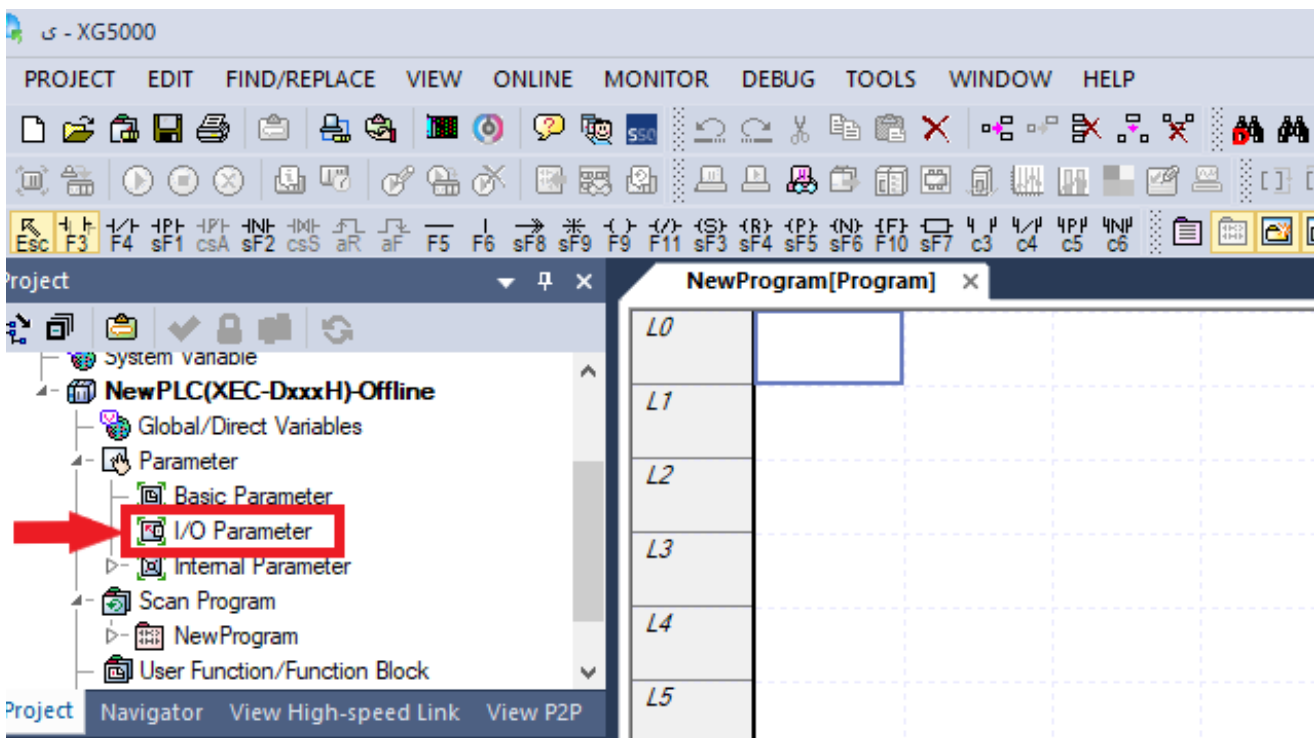 ی - XG5000
PROJECT EDIT FIND/REPLACE VIEW ONLINE MONITOR DEBUG TOOLS WINDOW HELP
sso
Esc F3 F4 sF1 csA sF2 csS aR aF F5 F6 sF8 sF9 F9 F11 sF3 sF4 sF5 sF6 F10 sF7 c3 c4 c5 c6
Project
NewProgram[Program]
System Variable
NewPLC(XEC-DxxxH)-Offline
Global/Direct Variables
Parameter
Basic Parameter
I/O Parameter
Internal Parameter
Scan Program
NewProgram
User Function/Function Block
Project Navigator View High-speed Link View P2P
L0
L1
L2
L3
L4
L5